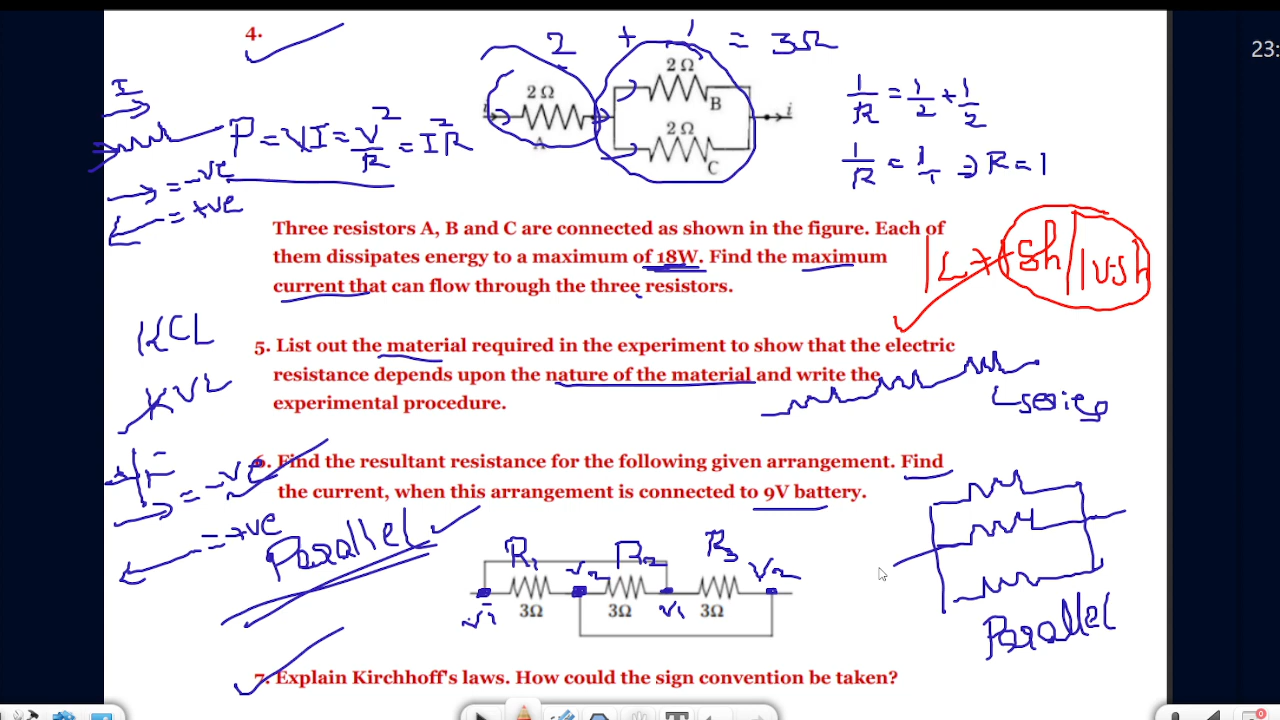 4.
2 + 1 = 3Ω
I
2 Ω
2 Ω
B
P = VI = V²/R = I²R
i
A
2 Ω
C
i
1/R = 1/2 + 1/2
1/R = 1/1 ⇒ R = 1
→ = -ve
← = +ve
23:
Three resistors A, B and C are connected as shown in the figure. Each of
them dissipates energy to a maximum of 18W. Find the maximum
current that can flow through the three resistors.
KCL
KVL
5. List out the material required in the experiment to show that the electric
resistance depends upon the nature of the material and write the
experimental procedure.
Series
6. Find the resultant resistance for the following given arrangement. Find
the current, when this arrangement is connected to 9V battery.
→ = -ve
← = +ve
Parallel
R₁ R₂ R₃
V₁ V₂ V₁ V₂
3Ω 3Ω 3Ω
Parallel
7. Explain Kirchhoff's laws. How could the sign convention be taken?